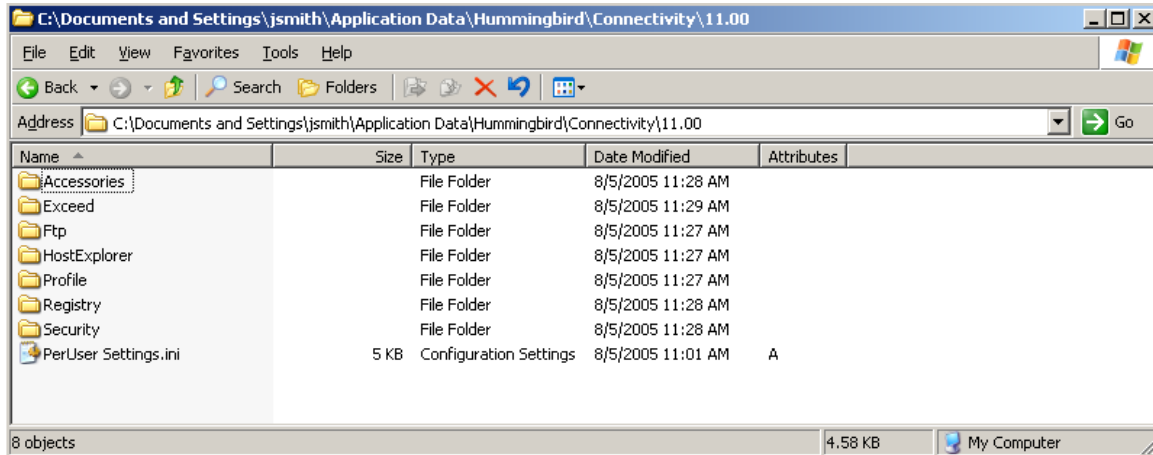 C:\Documents and Settings\jsmith\Application Data\Hummingbird\Connectivity\11.00
File Edit View Favorites Tools Help
Back Search Folders
Address C:\Documents and Settings\jsmith\Application Data\Hummingbird\Connectivity\11.00 Go
Name Size Type Date Modified Attributes
Accessories File Folder 8/5/2005 11:28 AM
Exceed File Folder 8/5/2005 11:29 AM
Ftp File Folder 8/5/2005 11:27 AM
HostExplorer File Folder 8/5/2005 11:27 AM
Profile File Folder 8/5/2005 11:27 AM
Registry File Folder 8/5/2005 11:28 AM
Security File Folder 8/5/2005 11:28 AM
PerUser Settings.ini 5 KB Configuration Settings 8/5/2005 11:01 AM A
8 objects 4.58 KB My Computer